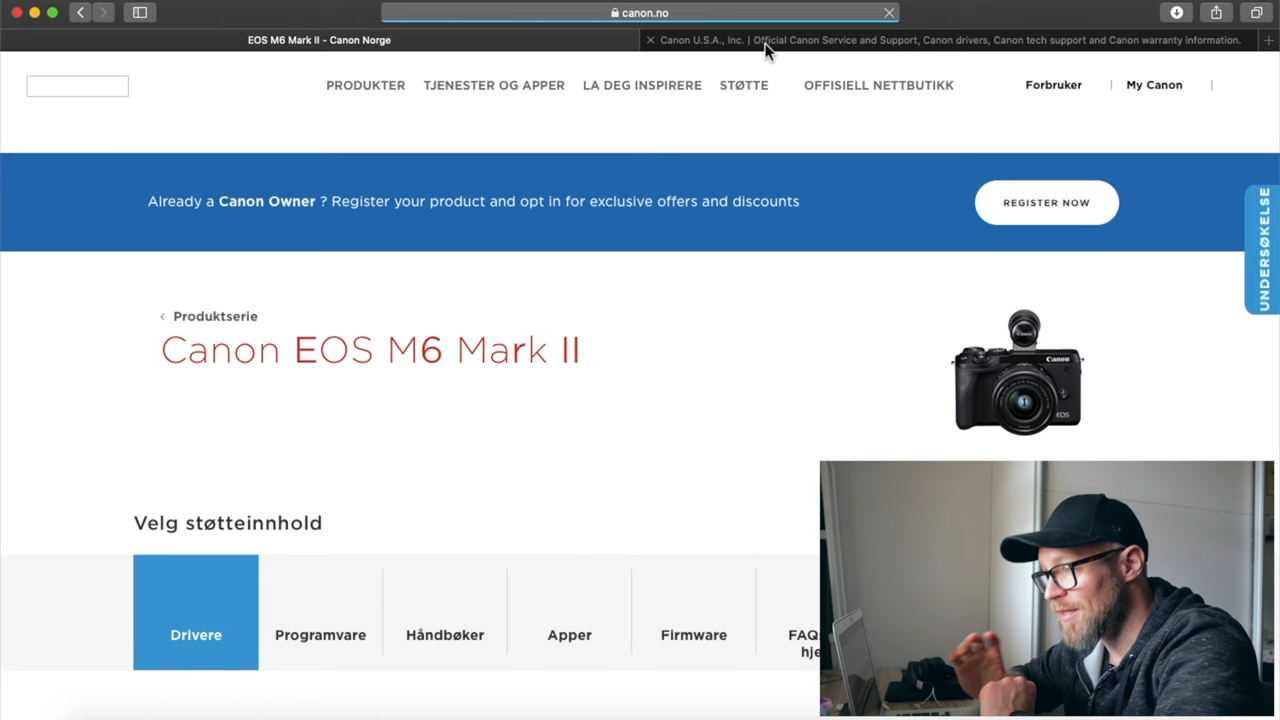 canon.no
EOS M6 Mark II - Canon Norge
Canon U.S.A., Inc. | Official Canon Service and Support, Canon drivers, Canon tech support and Canon warranty information.
PRODUKTER TJENESTER OG APPER LA DEG INSPIRERE STØTTE OFFISIELL NETTBUTIKK Forbruker | My Canon |
Already a Canon Owner ? Register your product and opt in for exclusive offers and discounts
REGISTER NOW
UNDERSØKELSE
Produktserie
Canon EOS M6 Mark II
Canon
EOS
Velg støtteinnhold
Drivere Programvare Håndbøker Apper Firmware